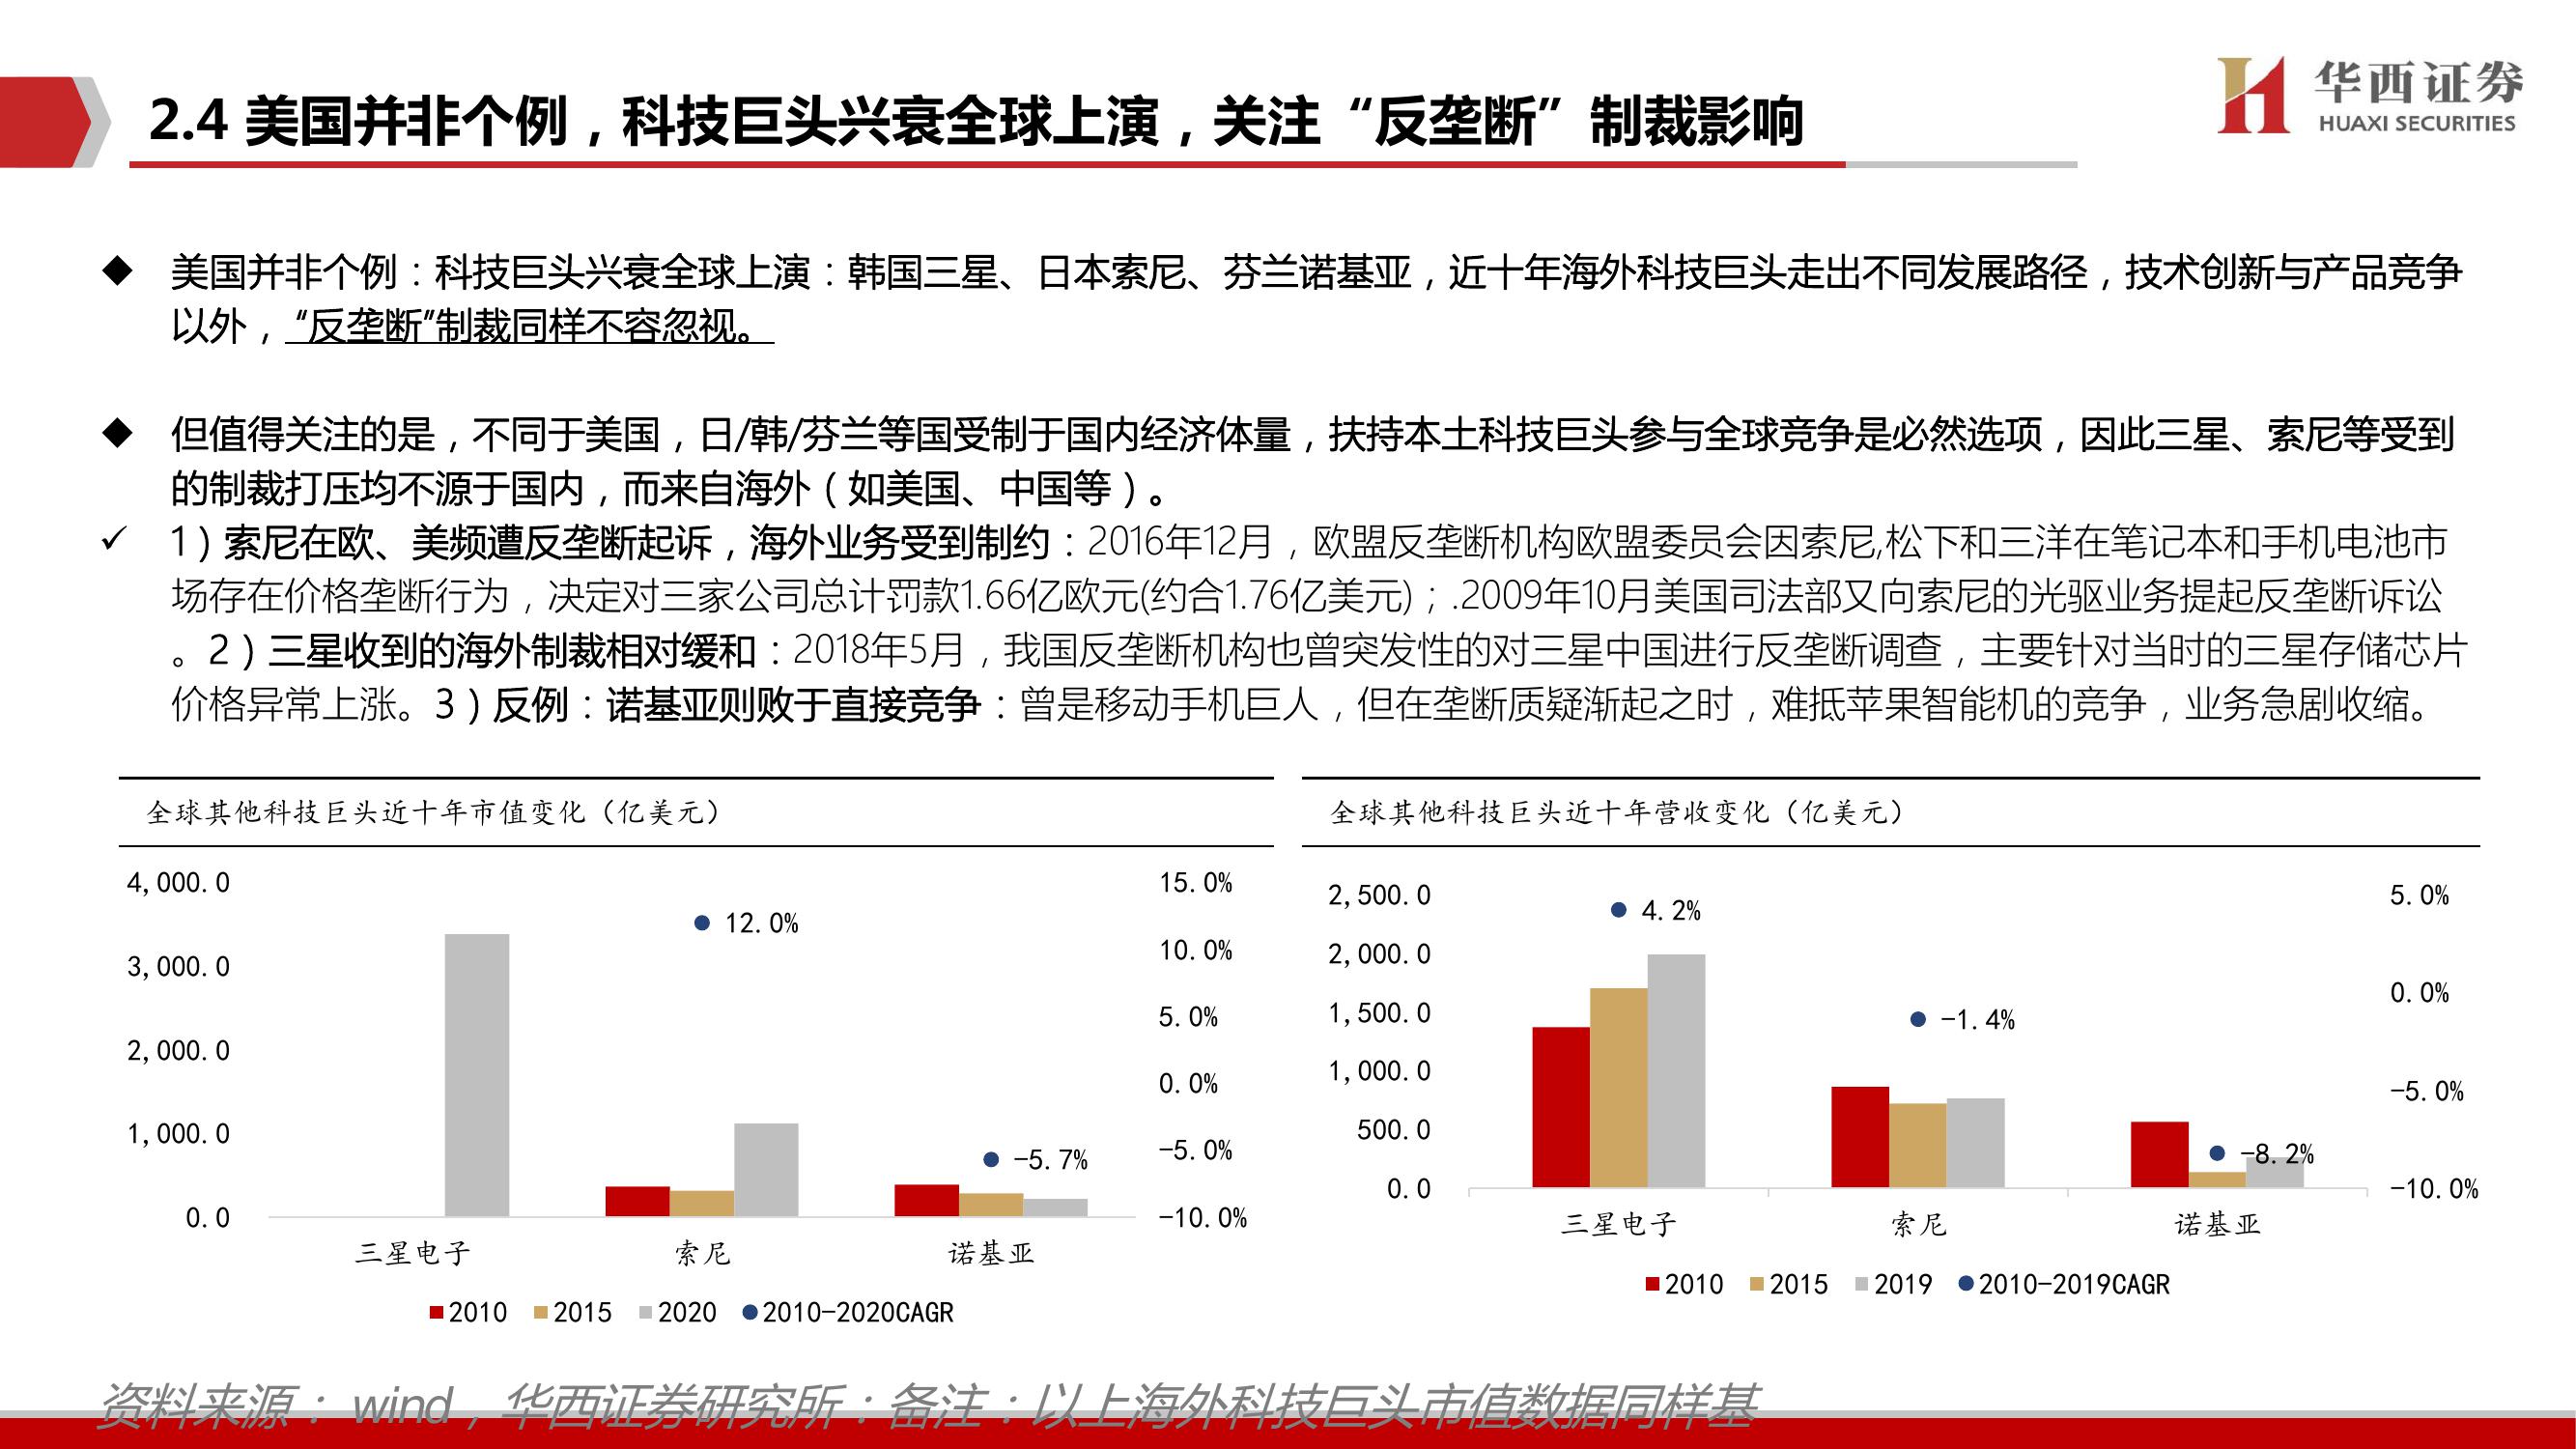 2.4 美国并非个例，科技巨头兴衰全球上演，关注“反垄断”制裁影响
华西证券
HUAXI SECURITIES
◆ 美国并非个例：科技巨头兴衰全球上演：韩国三星、日本索尼、芬兰诺基亚，近十年海外科技巨头走出不同发展路径，技术创新与产品竞争
以外，“反垄断”制裁同样不容忽视。
◆ 但值得关注的是，不同于美国，日/韩/芬兰等国受制于国内经济体量，扶持本土科技巨头参与全球竞争是必然选项，因此三星、索尼等受到
的制裁打压均不源于国内，而来自海外（如美国、中国等）。
✓ 1）索尼在欧、美频遭反垄断起诉，海外业务受到制约：2016年12月，欧盟反垄断机构欧盟委员会因索尼,松下和三洋在笔记本和手机电池市
场存在价格垄断行为，决定对三家公司总计罚款1.66亿欧元(约合1.76亿美元)；.2009年10月美国司法部又向索尼的光驱业务提起反垄断诉讼
。2）三星收到的海外制裁相对缓和：2018年5月，我国反垄断机构也曾突发性的对三星中国进行反垄断调查，主要针对当时的三星存储芯片
价格异常上涨。3）反例：诺基亚则败于直接竞争：曾是移动手机巨人，但在垄断质疑渐起之时，难抵苹果智能机的竞争，业务急剧收缩。
全球其他科技巨头近十年市值变化（亿美元）
4,000.0
3,000.0
2,000.0
1,000.0
0.0
12.0%
-5.7%
15.0%
10.0%
5.0%
0.0%
-5.0%
-10.0%
三星电子 索尼 诺基亚
2010 2015 2020 2010-2020CAGR
全球其他科技巨头近十年营收变化（亿美元）
2,500.0
2,000.0
1,500.0
1,000.0
500.0
0.0
4.2%
-1.4%
-8.2%
5.0%
0.0%
-5.0%
-10.0%
三星电子 索尼 诺基亚
2010 2015 2019 2010-2019CAGR
资料来源：wind，华西证券研究所：备注：以上海外科技巨头市值数据同样基